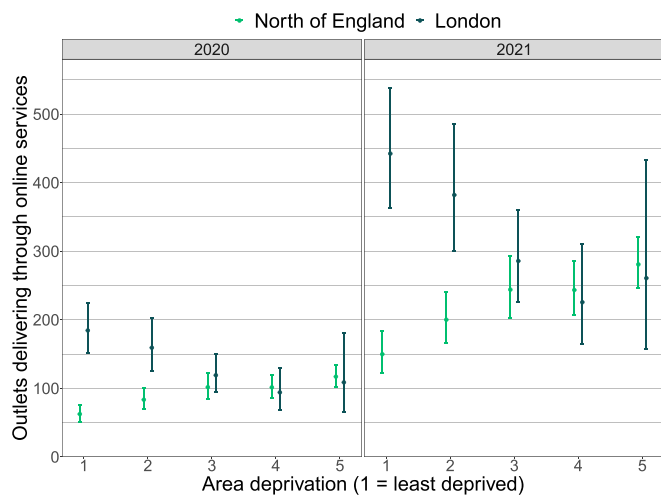 North of England London
2020 2021
Outlets delivering through online services
500
400
300
200
100
0
1 2 3 4 5 1 2 3 4 5
Area deprivation (1 = least deprived)